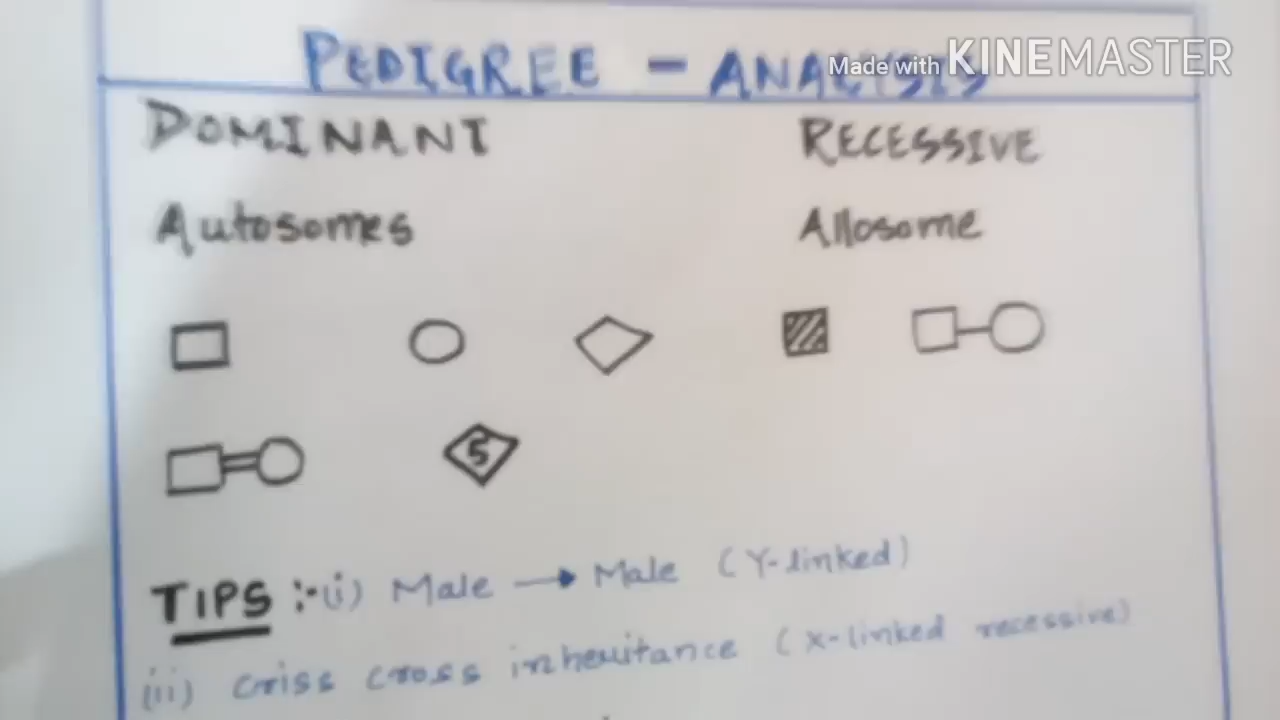 PEDIGREE - ANALYSIS
Made with KINEMASTER
DOMINANT RECESSIVE
Autosomes Allosome
5
TIPS :- (i) Male → Male (Y-linked)
(ii) criss cross inheritance (X-linked recessive)